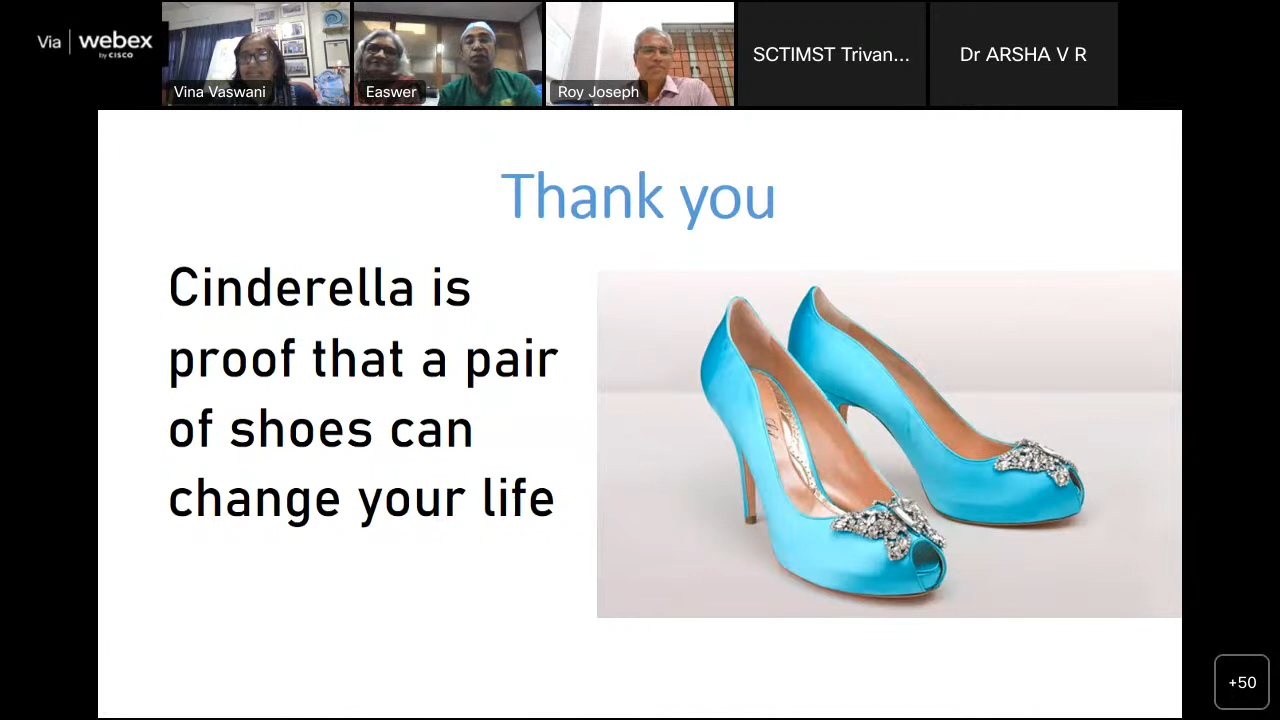 Via | webex
by CISCO
Vina Vaswani
Easwer
Roy Joseph
SCTIMST Trivan...
Dr ARSHA V R
Thank you
Cinderella is
proof that a pair
of shoes can
change your life
+50